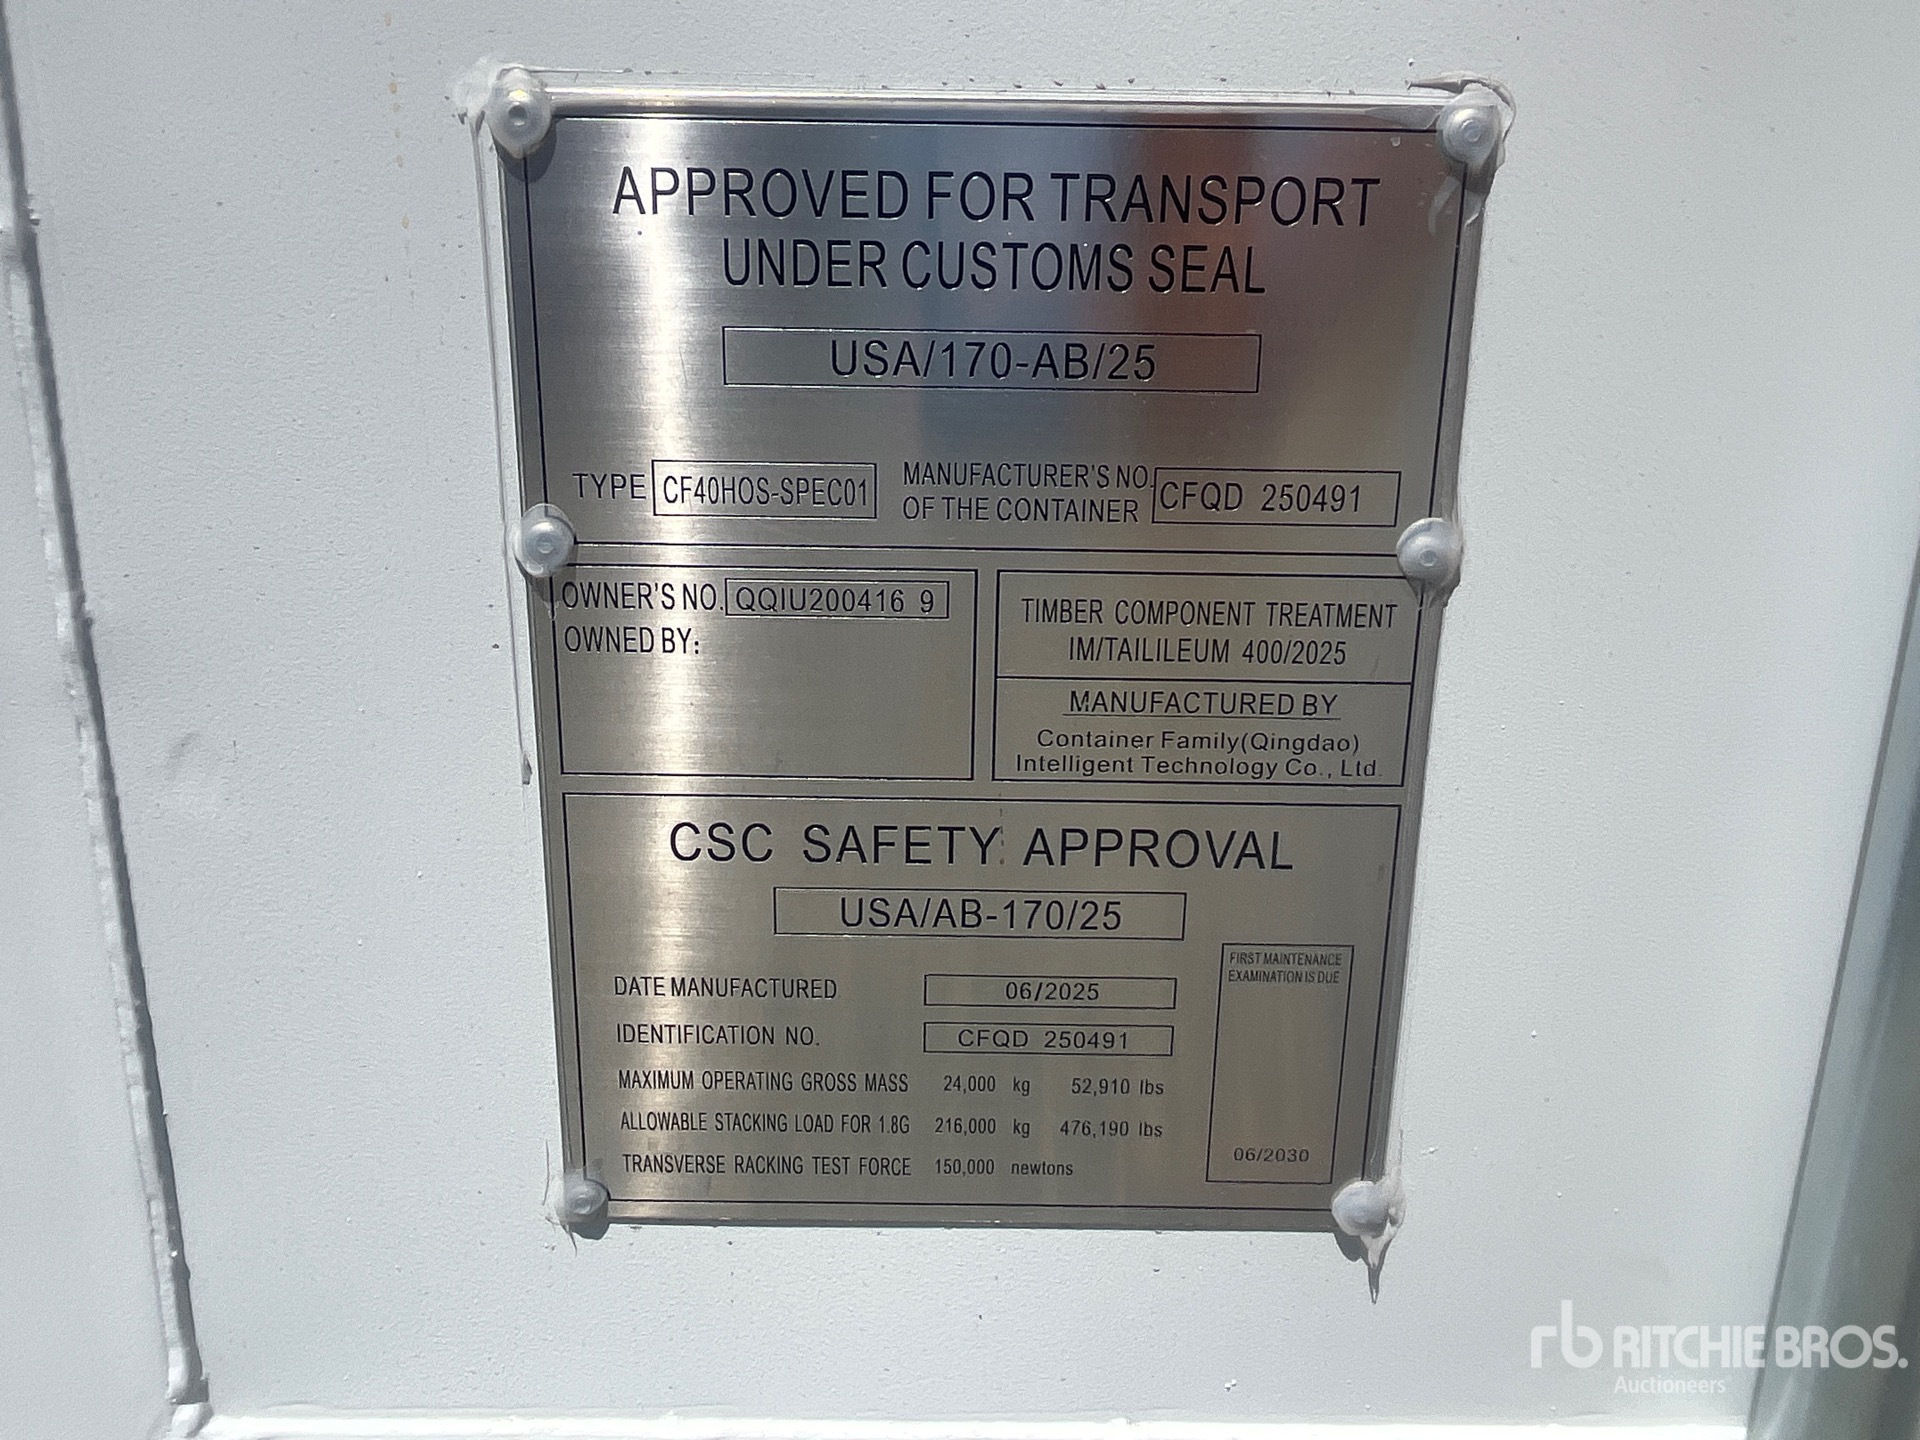 APPROVED FOR TRANSPORT
UNDER CUSTOMS SEAL
USA/170-AB/25
TYPE CF40HOS-SPEC01
MANUFACTURER'S NO.
OF THE CONTAINER
CFQD 250491
OWNER'S NO. QQIU200416 9
OWNED BY:
TIMBER COMPONENT TREATMENT
IM/TAILILEUM 400/2025
MANUFACTURED BY
Container Family(Qingdao)
Intelligent Technology Co., Ltd.
CSC SAFETY APPROVAL
USA/AB-170/25
DATE MANUFACTURED 06/2025
IDENTIFICATION NO. CFQD 250491
MAXIMUM OPERATING GROSS MASS 24,000 kg 52,910 lbs
ALLOWABLE STACKING LOAD FOR 1.8G 216,000 kg 476,190 lbs
TRANSVERSE RACKING TEST FORCE 150,000 newtons
FIRST MAINTENANCE
EXAMINATION IS DUE
06/2030
rb RITCHIE BROS.
Auctioneers